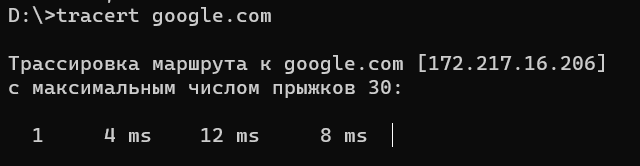 D:\>tracert google.com
Трассировка маршрута к google.com [172.217.16.206]
с максимальным числом прыжков 30:
1 4 ms 12 ms 8 ms